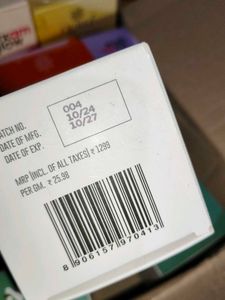 BATCH NO.
DATE OF MFG.
DATE OF EXP.
004
10/24
10/27
MRP (INCL. OF ALL TAXES) ₹ 1299
PER GM. ₹ 25.98
8 906157 970413